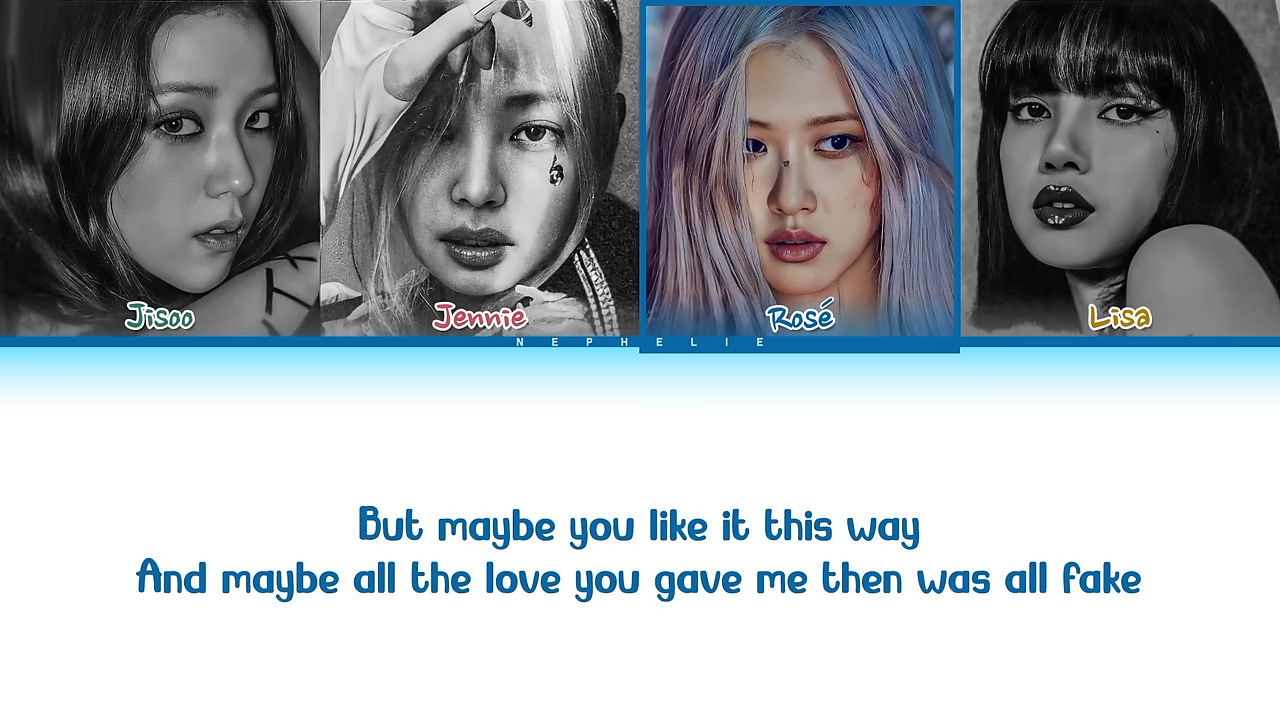 Jisoo
Jennie
Rosé
Lisa
NEPHELIE
But maybe you like it this way
And maybe all the love you gave me then was all fake